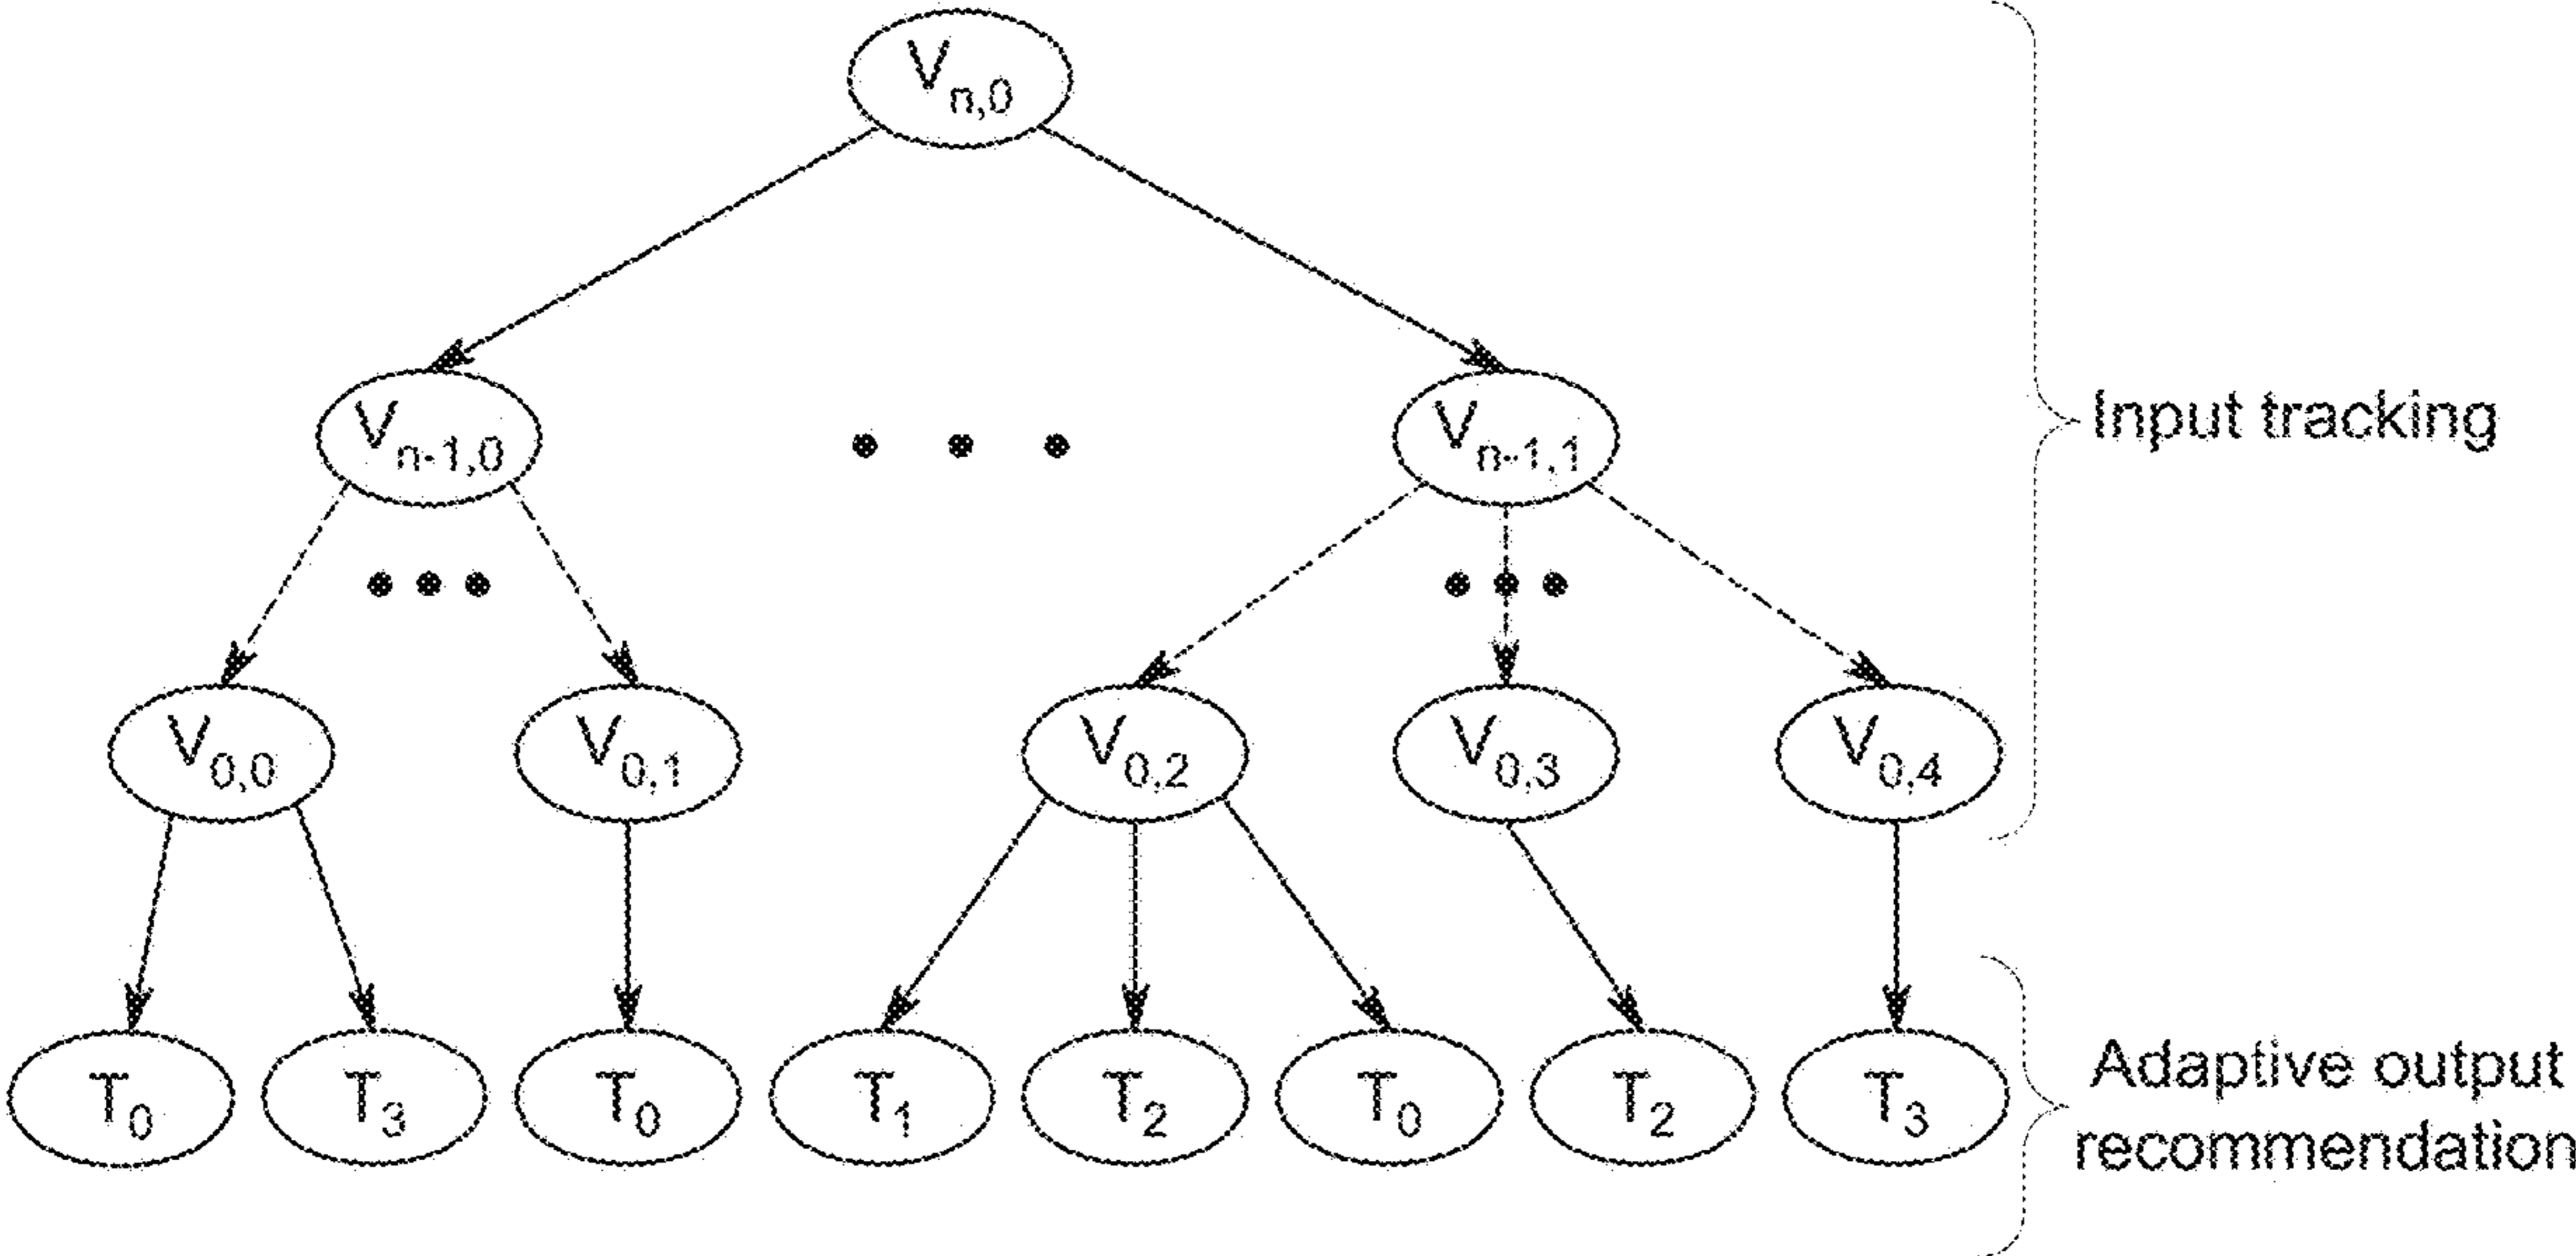 Vn,0
Vn-1,0
Vn-1,1
Input tracking
V0,0
V0,1
V0,2
V0,3
V0,4
T0
T3
T0
T1
T2
T0
T2
T3
Adaptive output
recommendation